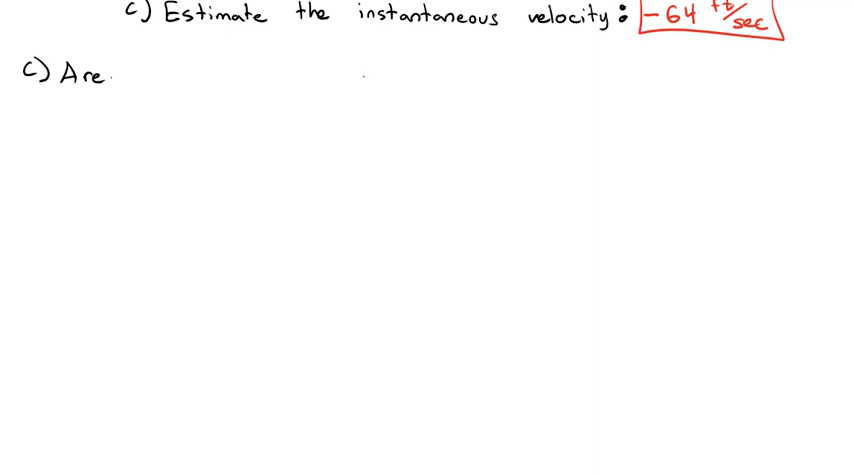 c) Estimate the instantaneous velocity: -64 ft/sec
c) Are